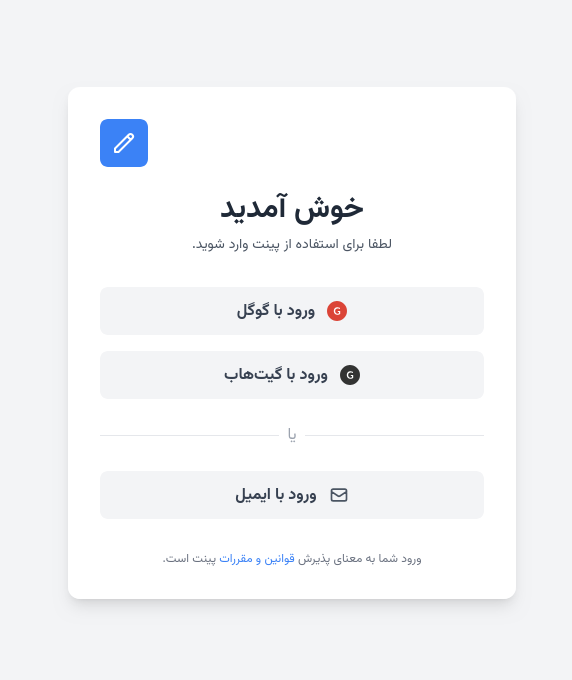 خوش آمدید
لطفا برای استفاده از پینت وارد شوید.
G ورود با گوگل
G ورود با گیت‌هاب
یا
ورود با ایمیل
ورود شما به معنای پذیرش قوانین و مقررات پینت است.